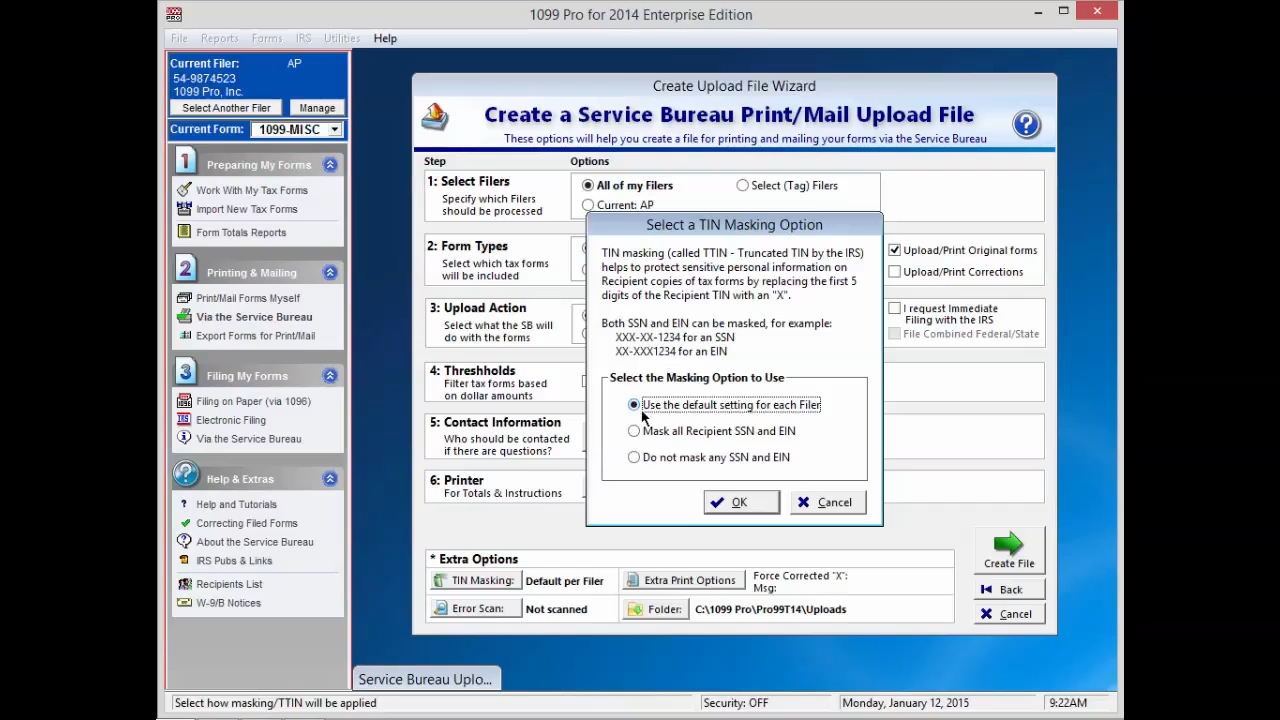 1099 PRO
1099 Pro for 2014 Enterprise Edition
File Reports Forms IRS Utilities Help
Current Filer: AP
54-9874523
1099 Pro, Inc.
Select Another Filer Manage
Current Form: 1099-MISC
1 Preparing My Forms
Work With My Tax Forms
Import New Tax Forms
Form Totals Reports
2 Printing & Mailing
Print/Mail Forms Myself
Via the Service Bureau
Export Forms for Print/Mail
3 Filing My Forms
Filing on Paper (via 1096)
Electronic Filing
Via the Service Bureau
Help & Extras
Help and Tutorials
Correcting Filed Forms
About the Service Bureau
IRS Pubs & Links
Recipients List
W-9/B Notices
Create Upload File Wizard
Create a Service Bureau Print/Mail Upload File
These options will help you create a file for printing and mailing your forms via the Service Bureau
Step Options
1: Select Filers
Specify which Filers
should be processed
All of my Filers Select (Tag) Filers
Current: AP
2: Form Types
Select which tax forms
will be included
Upload/Print Original forms
Upload/Print Corrections
3: Upload Action
Select what the SB will
do with the forms
I request Immediate
Filing with the IRS
File Combined Federal/State
4: Threshholds
Filter tax forms based
on dollar amounts
5: Contact Information
Who should be contacted
if there are questions?
6: Printer
For Totals & Instructions
Select a TIN Masking Option
TIN masking (called TTIN - Truncated TIN by the IRS)
helps to protect sensitive personal information on
Recipient copies of tax forms by replacing the first 5
digits of the Recipient TIN with an "X".
Both SSN and EIN can be masked, for example:
XXX-XX-1234 for an SSN
XX-XXX1234 for an EIN
Select the Masking Option to Use
Use the default setting for each Filer
Mask all Recipient SSN and EIN
Do not mask any SSN and EIN
OK Cancel
* Extra Options
TIN Masking: Default per Filer Extra Print Options Force Corrected "X":
Msg:
Error Scan: Not scanned Folder: C:\1099 Pro\Pro99T14\Uploads
Create File
Back
Cancel
Service Bureau Uplo...
Select how masking/TTIN will be applied Security: OFF Monday, January 12, 2015 9:22AM